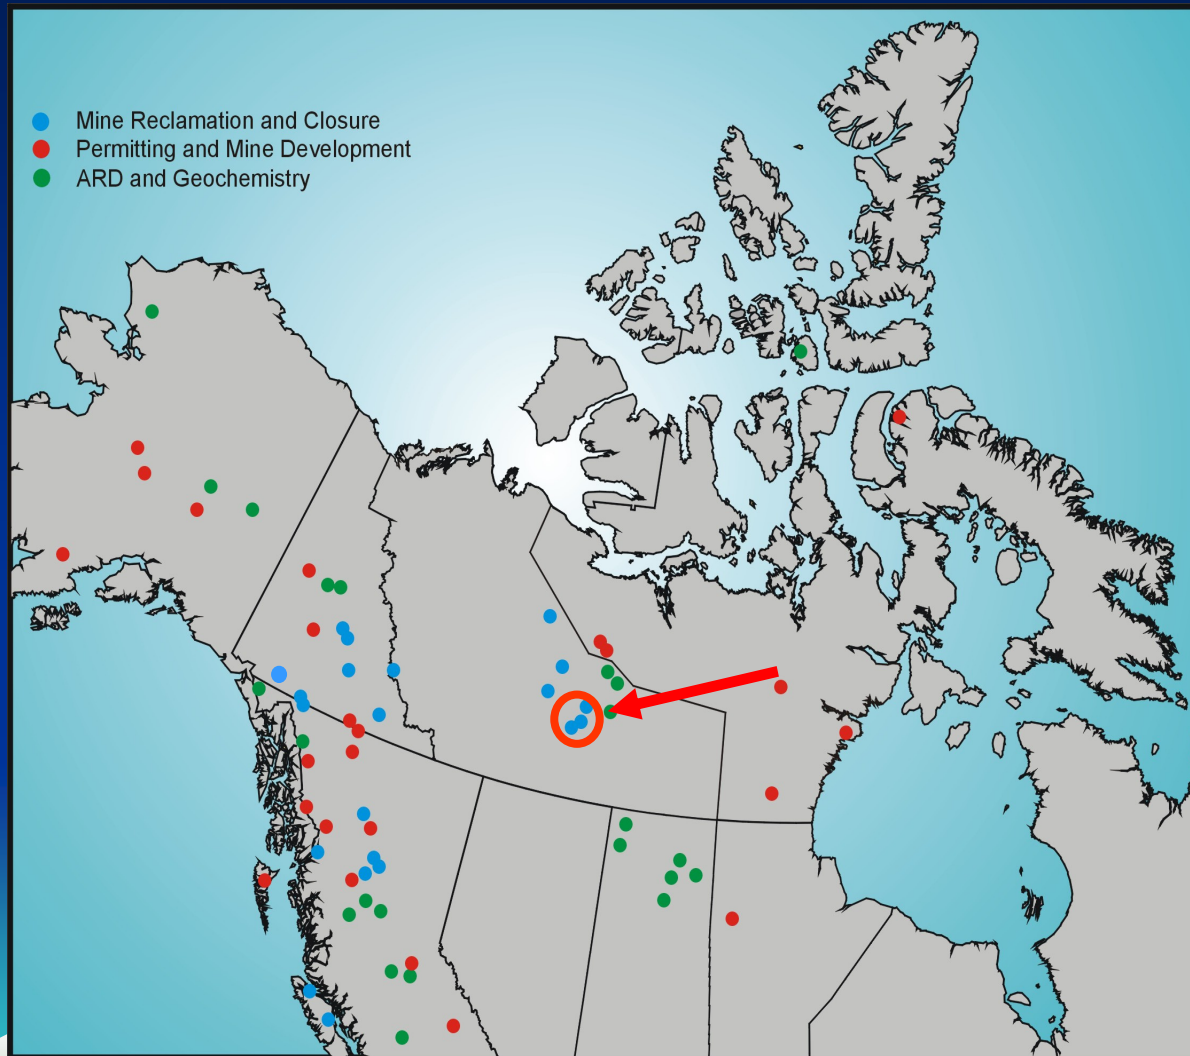 Mine Reclamation and Closure
Permitting and Mine Development
ARD and Geochemistry